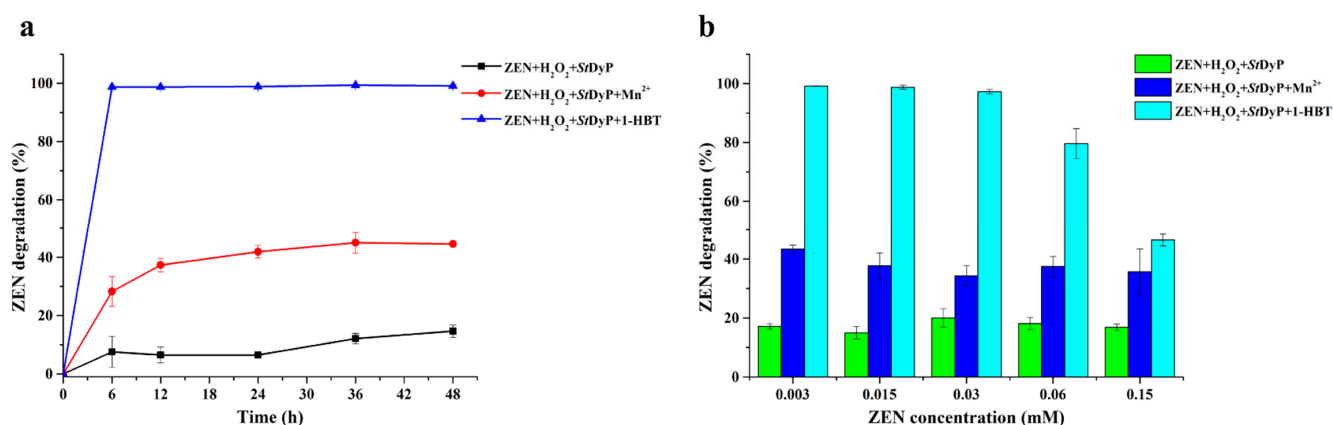 a
ZEN degradation (%)
100
80
60
40
20
0
0
6
12
18
24
30
36
42
48
Time (h)
ZEN+H₂O₂+StDyP
ZEN+H₂O₂+StDyP+Mn²⁺
ZEN+H₂O₂+StDyP+1-HBT
b
ZEN degradation (%)
100
80
60
40
20
0
0.003
0.015
0.03
0.06
0.15
ZEN concentration (mM)
ZEN+H₂O₂+StDyP
ZEN+H₂O₂+StDyP+Mn²⁺
ZEN+H₂O₂+StDyP+1-HBT